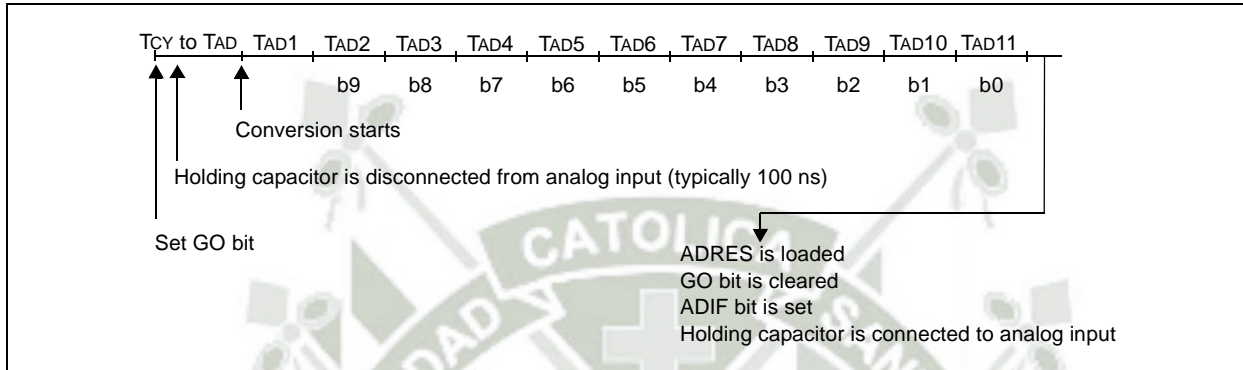 TCY to TAD TAD1 TAD2 TAD3 TAD4 TAD5 TAD6 TAD7 TAD8 TAD9 TAD10 TAD11
b9 b8 b7 b6 b5 b4 b3 b2 b1 b0
Conversion starts
Holding capacitor is disconnected from analog input (typically 100 ns)
Set GO bit
ADRES is loaded
GO bit is cleared
ADIF bit is set
Holding capacitor is connected to analog input
CATOLICA
DAD
SAN